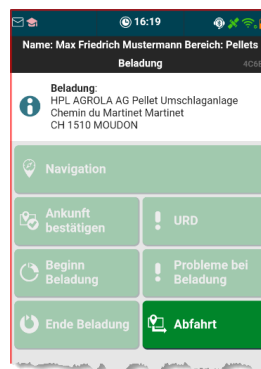 16:19
Name: Max Friedrich Mustermann Bereich: Pellets
Beladung
Beladung:
HPL AGROLA AG Pellet Umschlaganlage
Chemin du Martinet Martinet
CH 1510 MOUDON
Navigation
Ankunft
bestätigen
URD
Beginn
Beladung
Probleme bei
Beladung
Ende Beladung
Abfahrt